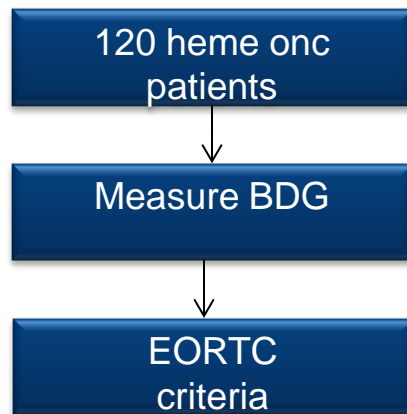 120 heme onc
patients
Measure BDG
EORTC
criteria